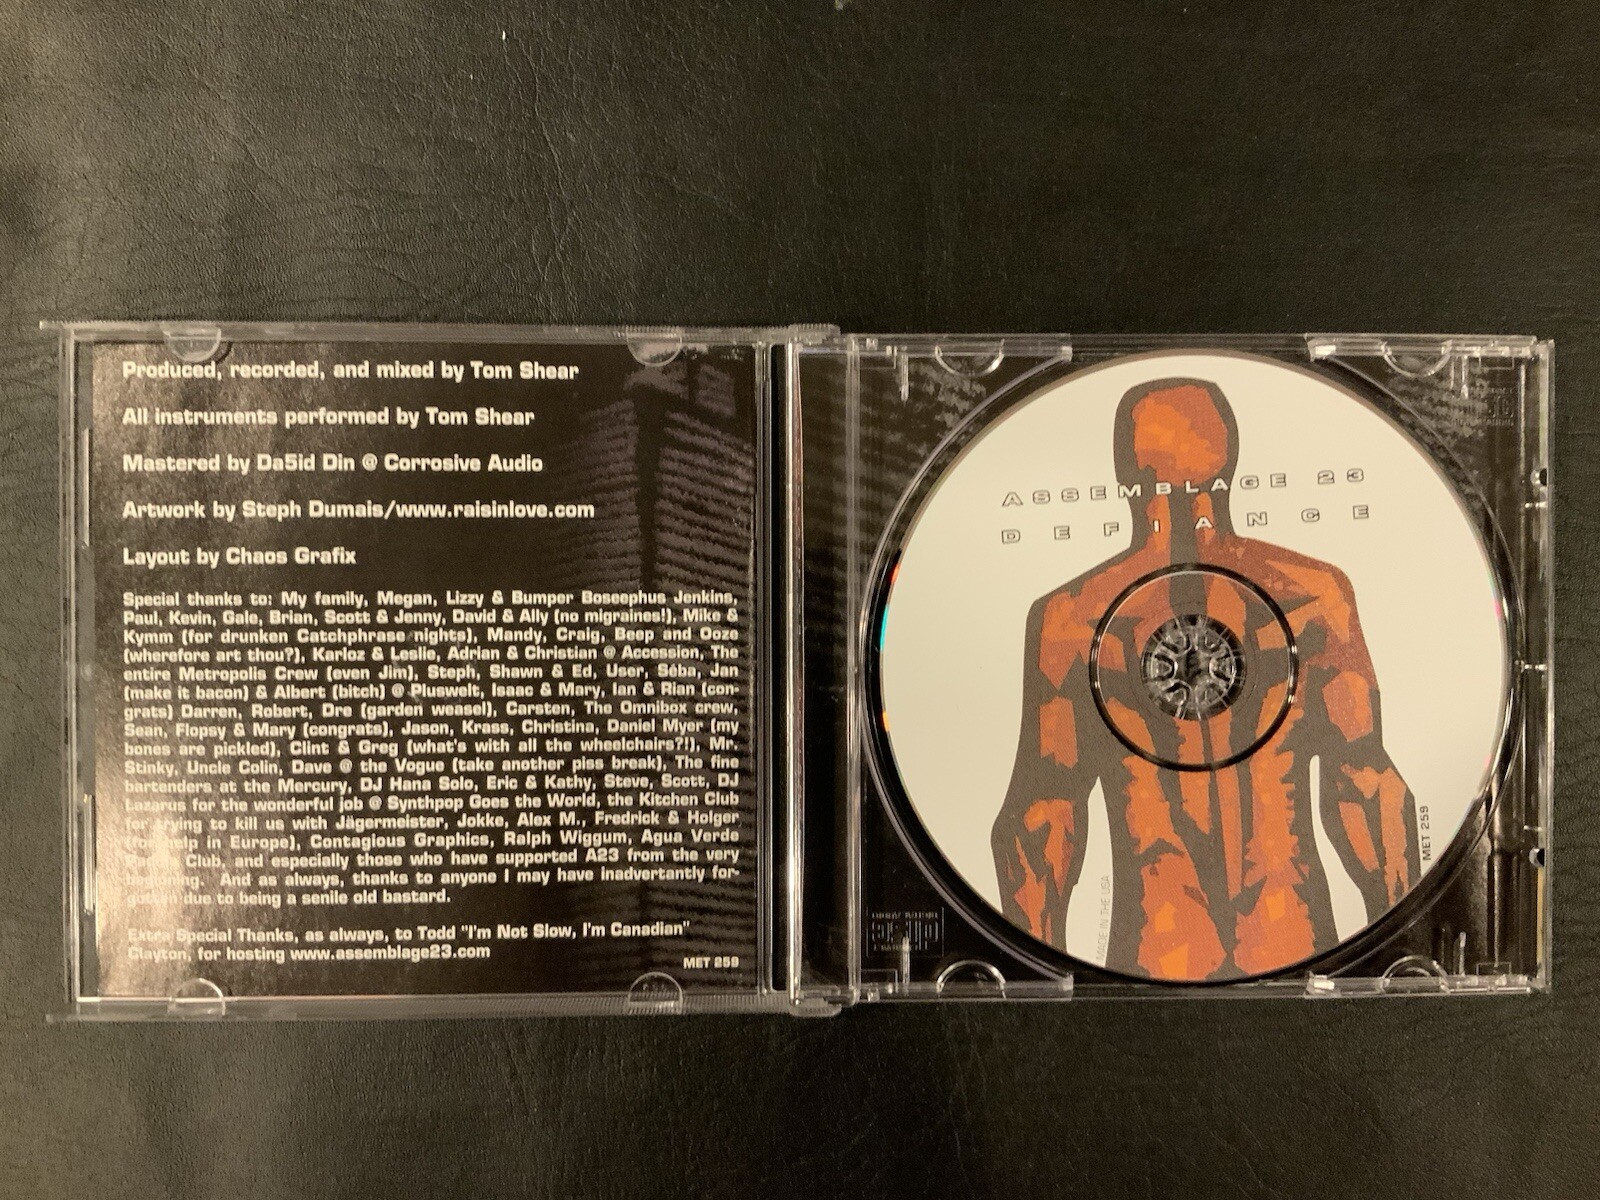 Produced, recorded, and mixed by Tom Shear
All instruments performed by Tom Shear
Mastered by Da5id Din @ Corrosive Audio
Artwork by Steph Dumais/www.raisinlove.com
Layout by Chaos Grafix
Special thanks to: My family, Megan, Lizzy & Bumper Boseephus Jenkins,
Paul, Kevin, Gale, Brian, Scott & Jenny, David & Ally (no migraines!), Mike &
Kymm (for drunken Catchphrase nights), Mandy, Craig, Beep and Ooze
(wherefore art thou?), Karloz & Leslie, Adrian & Christian @ Accession, The
entire Metropolis Crew (even Jim), Steph, Shawn & Ed, User, Séba, Jan
(make it bacon) & Albert (bitch) @ Pluswelt, Isaac & Mary, Ian & Rian (con-
grats) Darren, Robert, Dre (garden weasel), Carsten, The Omnibox crew,
Sean, Flopsy & Mary (congrats), Jason, Krass, Christina, Daniel Myer (my
bones are pickled), Clint & Greg (what's with all the wheelchairs?!), Mr.
Stinky, Uncle Colin, Dave @ the Vogue (take another piss break), The fine
bartenders at the Mercury, DJ Hana Solo, Eric & Kathy, Steve, Scott, DJ
Lazarus for the wonderful job @ Synthpop Goes the World, the Kitchen Club
for trying to kill us with Jägermeister, Jokke, Alex M., Fredrick & Holger
(for help in Europe), Contagious Graphics, Ralph Wiggum, Agua Verde
Club, and especially those who have supported A23 from the very
beginning. And as always, thanks to anyone I may have inadvertantly for-
gotten due to being a senile old bastard.
Extra Special Thanks, as always, to Todd "I'm Not Slow, I'm Canadian"
Clayton, for hosting www.assemblage23.com
MET 259
ASSEMBLAGE 23
DEFIANCE
MET 259
MADE IN THE USA